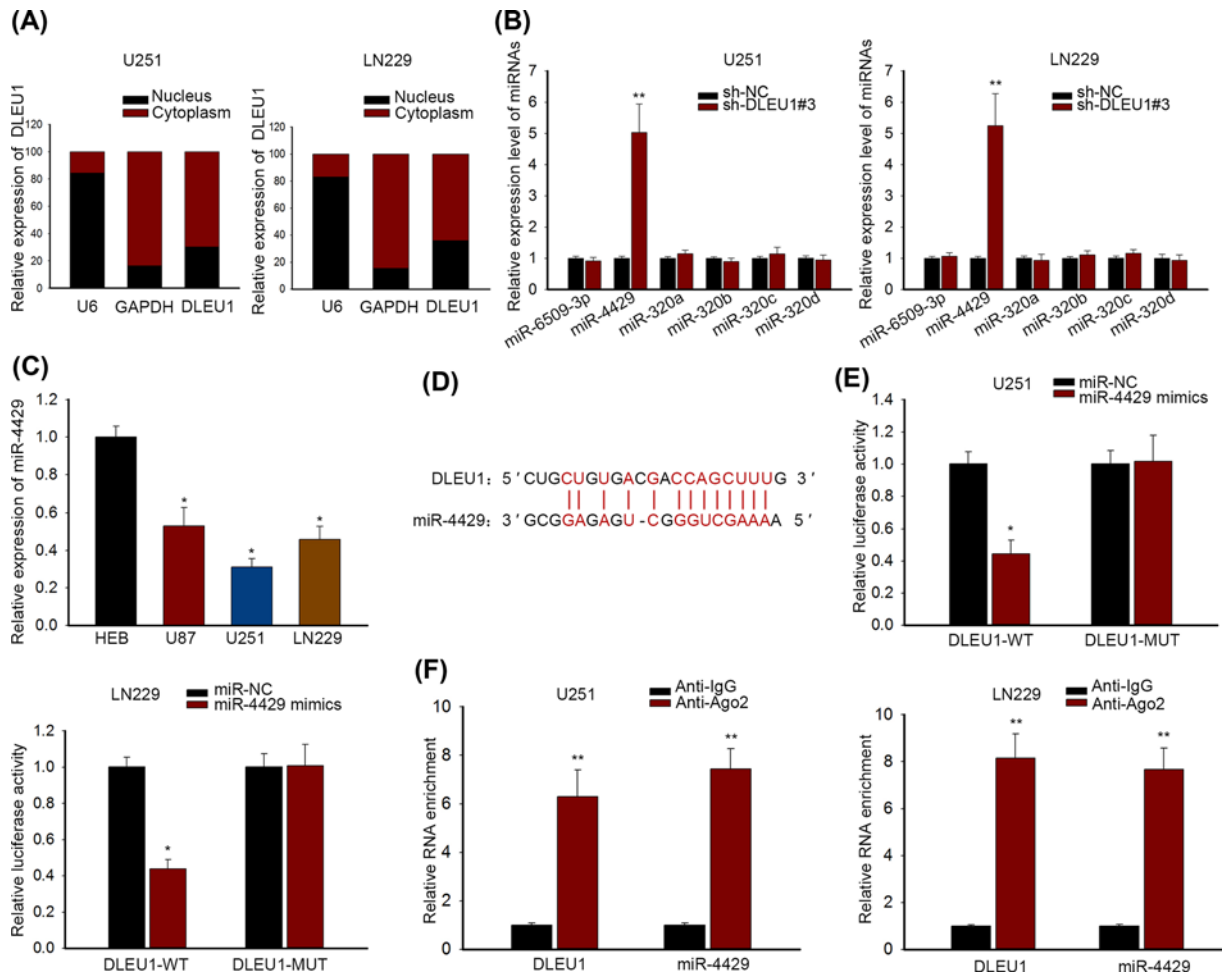 (A)
U251
Nucleus
Cytoplasm
Relative expression of DLEU1
120
100
80
60
40
20
0
U6 GAPDH DLEU1
LN229
Nucleus
Cytoplasm
Relative expression of DLEU1
120
100
80
60
40
20
0
U6 GAPDH DLEU1
(B)
U251
sh-NC
sh-DLEU1#3
Relative expression level of miRNAs
7
6
5
4
3
2
1
0
**
miR-6509-3p
miR-4429
miR-320a
miR-320b
miR-320c
miR-320d
LN229
sh-NC
sh-DLEU1#3
Relative expression level of miRNAs
7
6
5
4
3
2
1
0
**
miR-6509-3p
miR-4429
miR-320a
miR-320b
miR-320c
miR-320d
(C)
Relative expression of miR-4429
1.2
1.0
0.8
0.6
0.4
0.2
0.0
* * *
HEB U87 U251 LN229
(D)
DLEU1: 5 ' CUGCUGUGACGACCAGCUUUG 3 '
miR-4429: 3 ' GCGGAGAGU -CGGGUCGAAAA 5 '
(E)
U251
miR-NC
miR-4429 mimics
Relative luciferase activity
1.4
1.2
1.0
0.8
0.6
0.4
0.2
0.0
*
DLEU1-WT DLEU1-MUT
LN229
miR-NC
miR-4429 mimics
Relative luciferase activity
1.2
1.0
0.8
0.6
0.4
0.2
0.0
*
DLEU1-WT DLEU1-MUT
(F)
U251
Anti-IgG
Anti-Ago2
Relative RNA enrichment
10
8
6
4
2
0
** **
DLEU1 miR-4429
LN229
Anti-IgG
Anti-Ago2
Relative RNA enrichment
10
8
6
4
2
0
** **
DLEU1 miR-4429